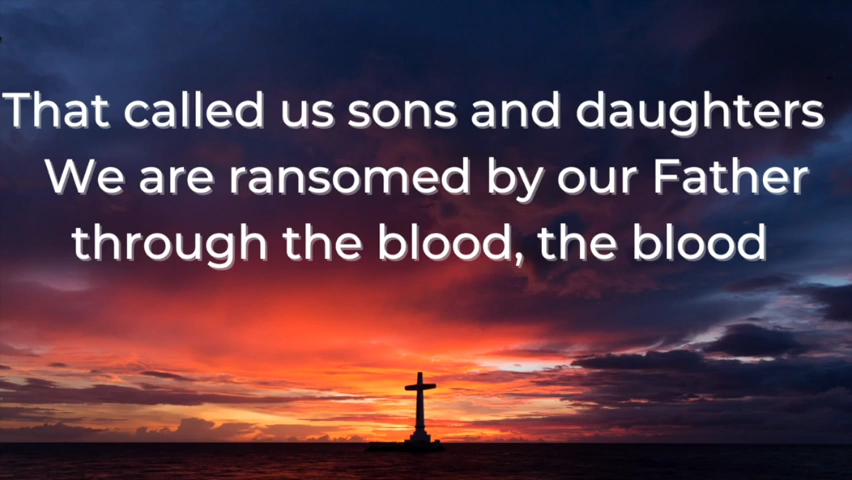 That called us sons and daughters
We are ransomed by our Father
through the blood, the blood